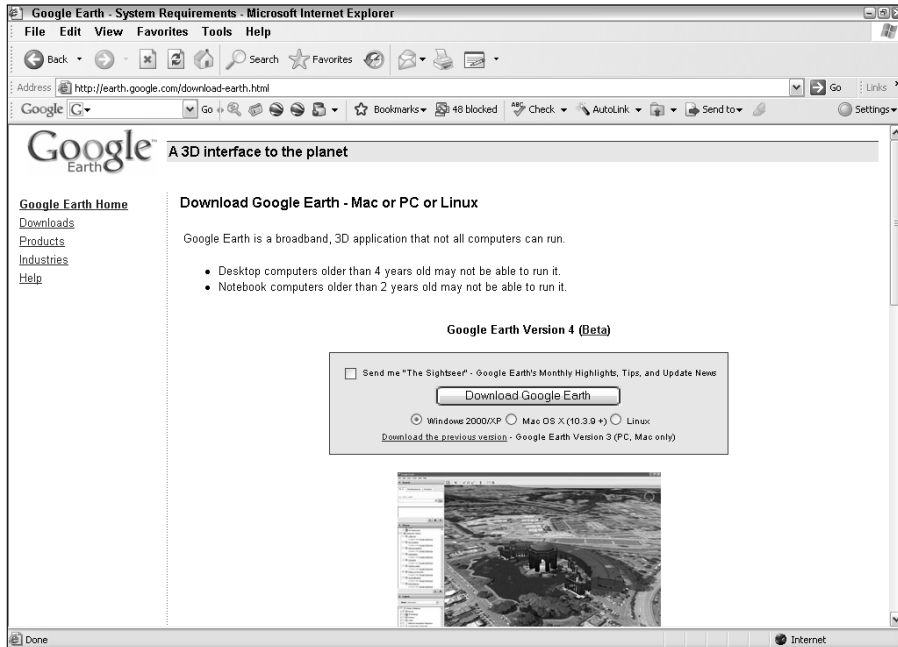 Google Earth - System Requirements - Microsoft Internet Explorer
File Edit View Favorites Tools Help
Back Search Favorites
Address http://earth.google.com/download-earth.html Go Links
Google G Go Bookmarks 48 blocked ABC Check AutoLink Send to Settings
Google™
Earth
A 3D interface to the planet
Google Earth Home
Downloads
Products
Industries
Help
Download Google Earth - Mac or PC or Linux
Google Earth is a broadband, 3D application that not all computers can run.
• Desktop computers older than 4 years old may not be able to run it.
• Notebook computers older than 2 years old may not be able to run it.
Google Earth Version 4 (Beta)
Send me "The Sightseer" - Google Earth's Monthly Highlights, Tips, and Update News
Download Google Earth
Windows 2000/XP Mac OS X (10.3.9 +) Linux
Download the previous version - Google Earth Version 3 (PC, Mac only)
Done Internet